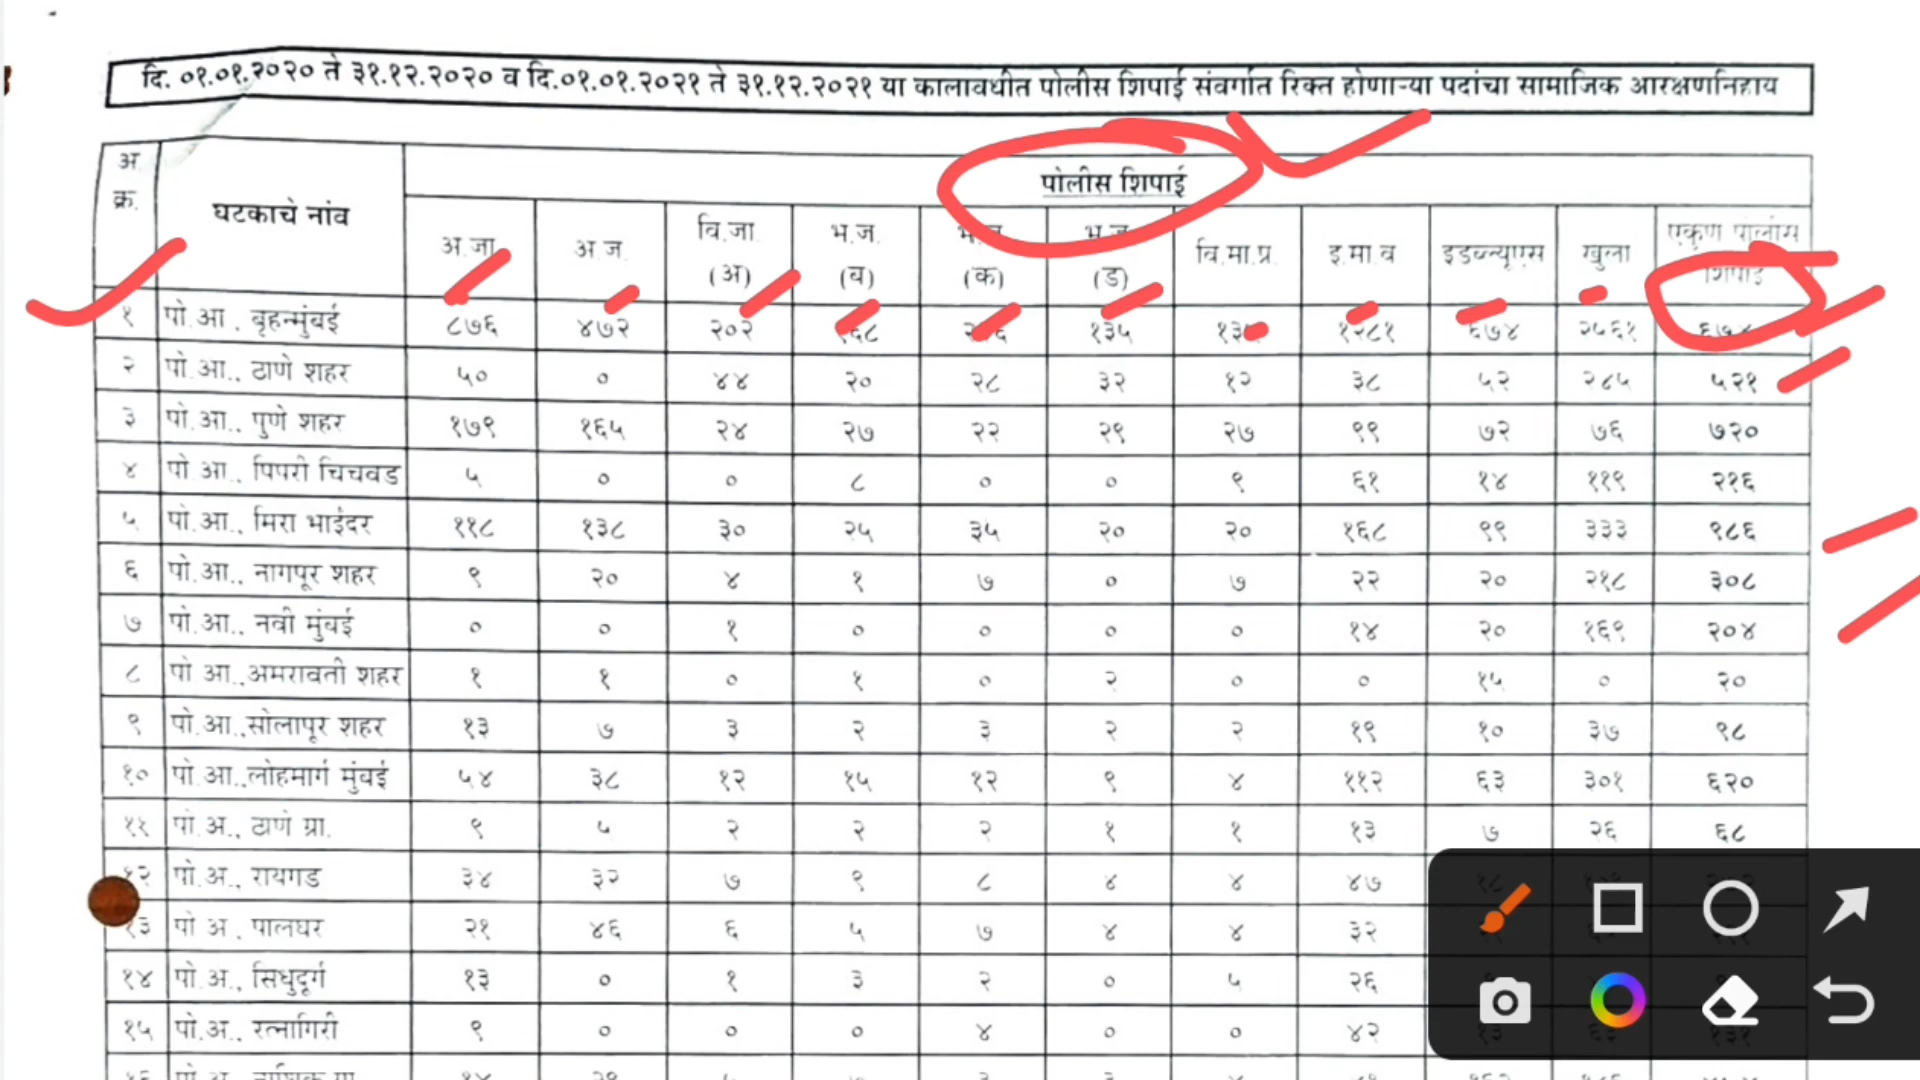 दि. ०१.०१.२०२० ते ३१.१२.२०२० व दि.०१.०१.२०२१ ते ३१.१२.२०२१ या कालावधीत पोलीस शिपाई संवर्गात रिक्त होणाऱ्या पदांचा सामाजिक आरक्षणनिहाय
अ. क्र. घटकाचे नांव पोलीस शिपाई
अ.जा. अ.ज. वि.जा. (अ) भ.ज. (ब) (क) भ.ज. (ड) वि.मा.प्र. इ.मा.व इडब्ल्यूएस खुला एकुण पोलीस शिपाई
१ पो.आ., बृहन्मुंबई ८७६ ४७२ २०२ १३५ १२८१ ६७४ २५६१
२ पो.आ., ठाणे शहर ५० ० ४४ २० २८ ३२ १२ ३८ ५२ २४५ ५२१
३ पो.आ., पुणे शहर १७९ १६५ २४ २७ २२ २९ २७ ९९ ७२ ७६ ७२०
४ पो.आ., पिंपरी चिंचवड ५ ० ० ८ ० ० ९ ६१ १४ ११९ २१६
५ पो.आ., मिरा भाईंदर ११८ १३८ ३० २५ ३५ २० २० १६८ ९९ ३३३ ९८६
६ पो.आ., नागपूर शहर ९ २० ४ १ ७ ० ७ २२ २० २१८ ३०८
७ पो.आ., नवी मुंबई ० ० १ ० ० ० ० १४ २० १६९ २०४
८ पो.आ.,अमरावती शहर १ १ ० १ ० २ ० ० १५ ० २०
९ पो.आ.,सोलापूर शहर १३ ७ ३ २ ३ २ २ १९ १० ३७ ९८
१० पो.आ.,लोहमार्ग मुंबई ५४ ३८ १२ १५ १२ ९ ४ ११२ ६३ ३०१ ६२०
११ पो.अ., ठाणे ग्रा. ९ ५ २ २ २ १ १ १३ ७ २६ ६८
१२ पो.अ., रायगड ३४ ३२ ७ ९ ८ ४ ४ ४७
१३ पो.अ., पालघर २१ ४६ ६ ५ ७ ४ ४ ३२
१४ पो.अ., सिंधुदूर्ग १३ ० १ ३ २ ० ५ २६
१५ पो.अ., रत्नागिरी ९ ० ० ० ४ ० ० ४२